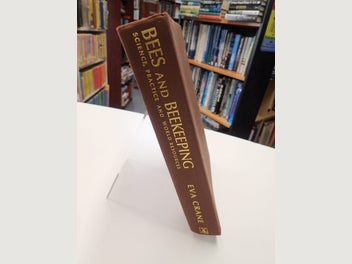 BEES AND BEEKEEPING
SCIENCE, PRACTICE AND WORLD RESOURCES
EVA CRANE